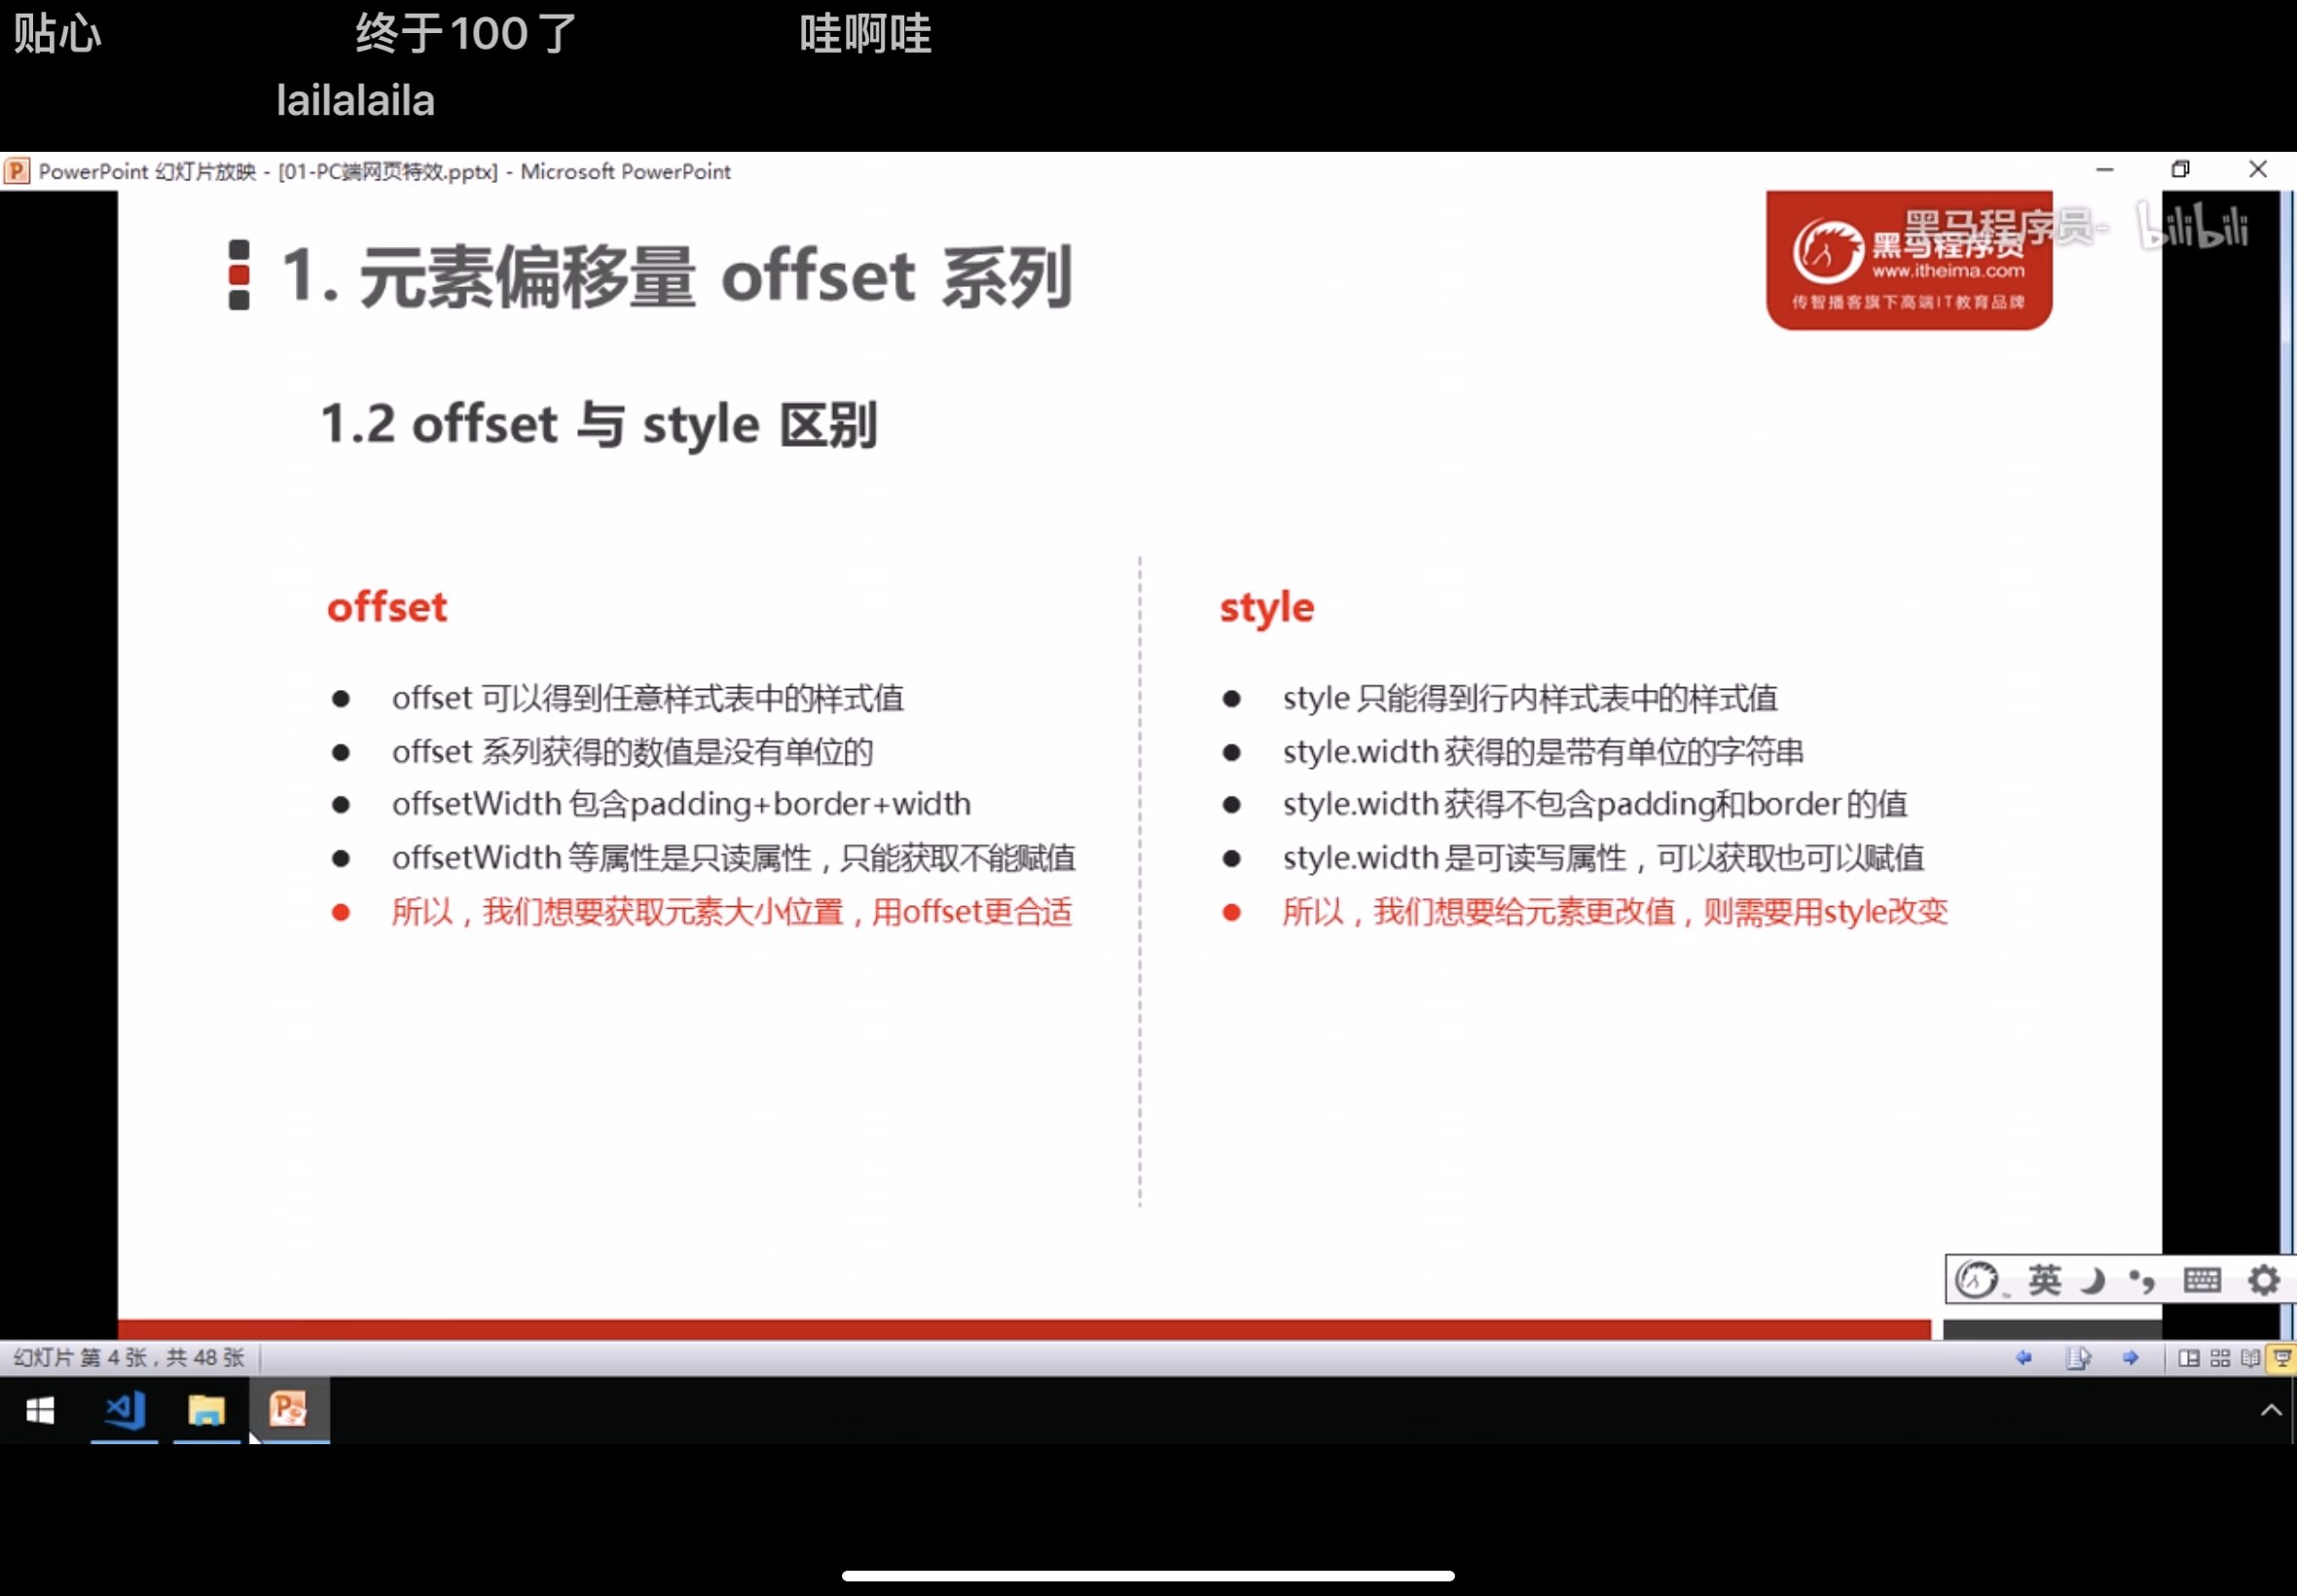 贴心
终于100了
哇啊哇
lailalaila
PowerPoint 幻灯片放映 - [01-PC端网页特效.pptx] - Microsoft PowerPoint
1. 元素偏移量 offset 系列
黑马程序员-
bilibili
黑马程序员
www.itheima.com
传智播客旗下高端IT教育品牌
1.2 offset 与 style 区别
offset
offset 可以得到任意样式表中的样式值
offset 系列获得的数值是没有单位的
offsetWidth 包含padding+border+width
offsetWidth 等属性是只读属性，只能获取不能赋值
所以，我们想要获取元素大小位置，用offset更合适
style
style 只能得到行内样式表中的样式值
style.width 获得的是带有单位的字符串
style.width 获得不包含padding和border 的值
style.width 是可读写属性，可以获取也可以赋值
所以，我们想要给元素更改值，则需要用style改变
英
幻灯片 第 4 张，共 48 张